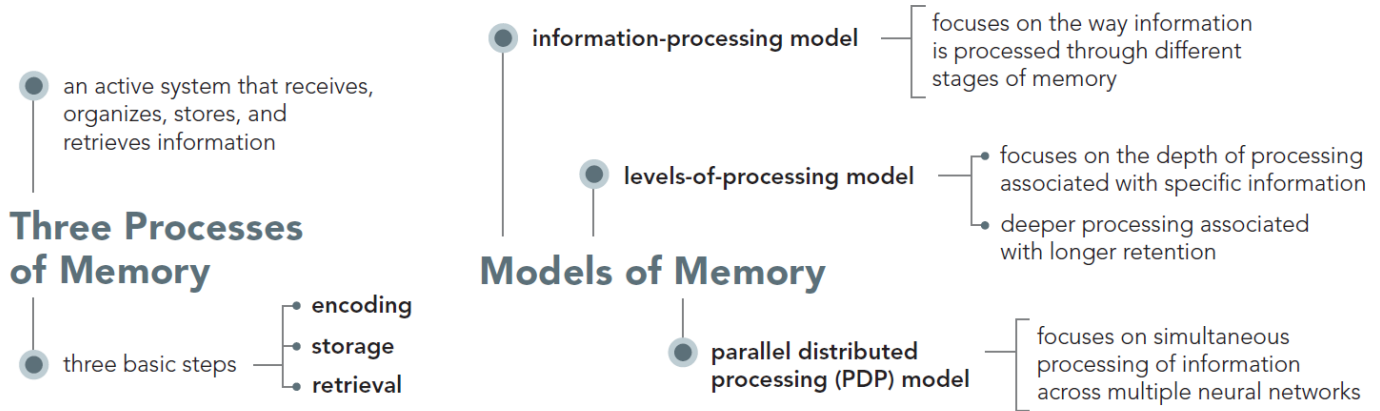 an active system that receives,
organizes, stores, and
retrieves information
Three Processes
of Memory
three basic steps
encoding
storage
retrieval
information-processing model
focuses on the way information
is processed through different
stages of memory
levels-of-processing model
focuses on the depth of processing
associated with specific information
deeper processing associated
with longer retention
Models of Memory
parallel distributed
processing (PDP) model
focuses on simultaneous
processing of information
across multiple neural networks